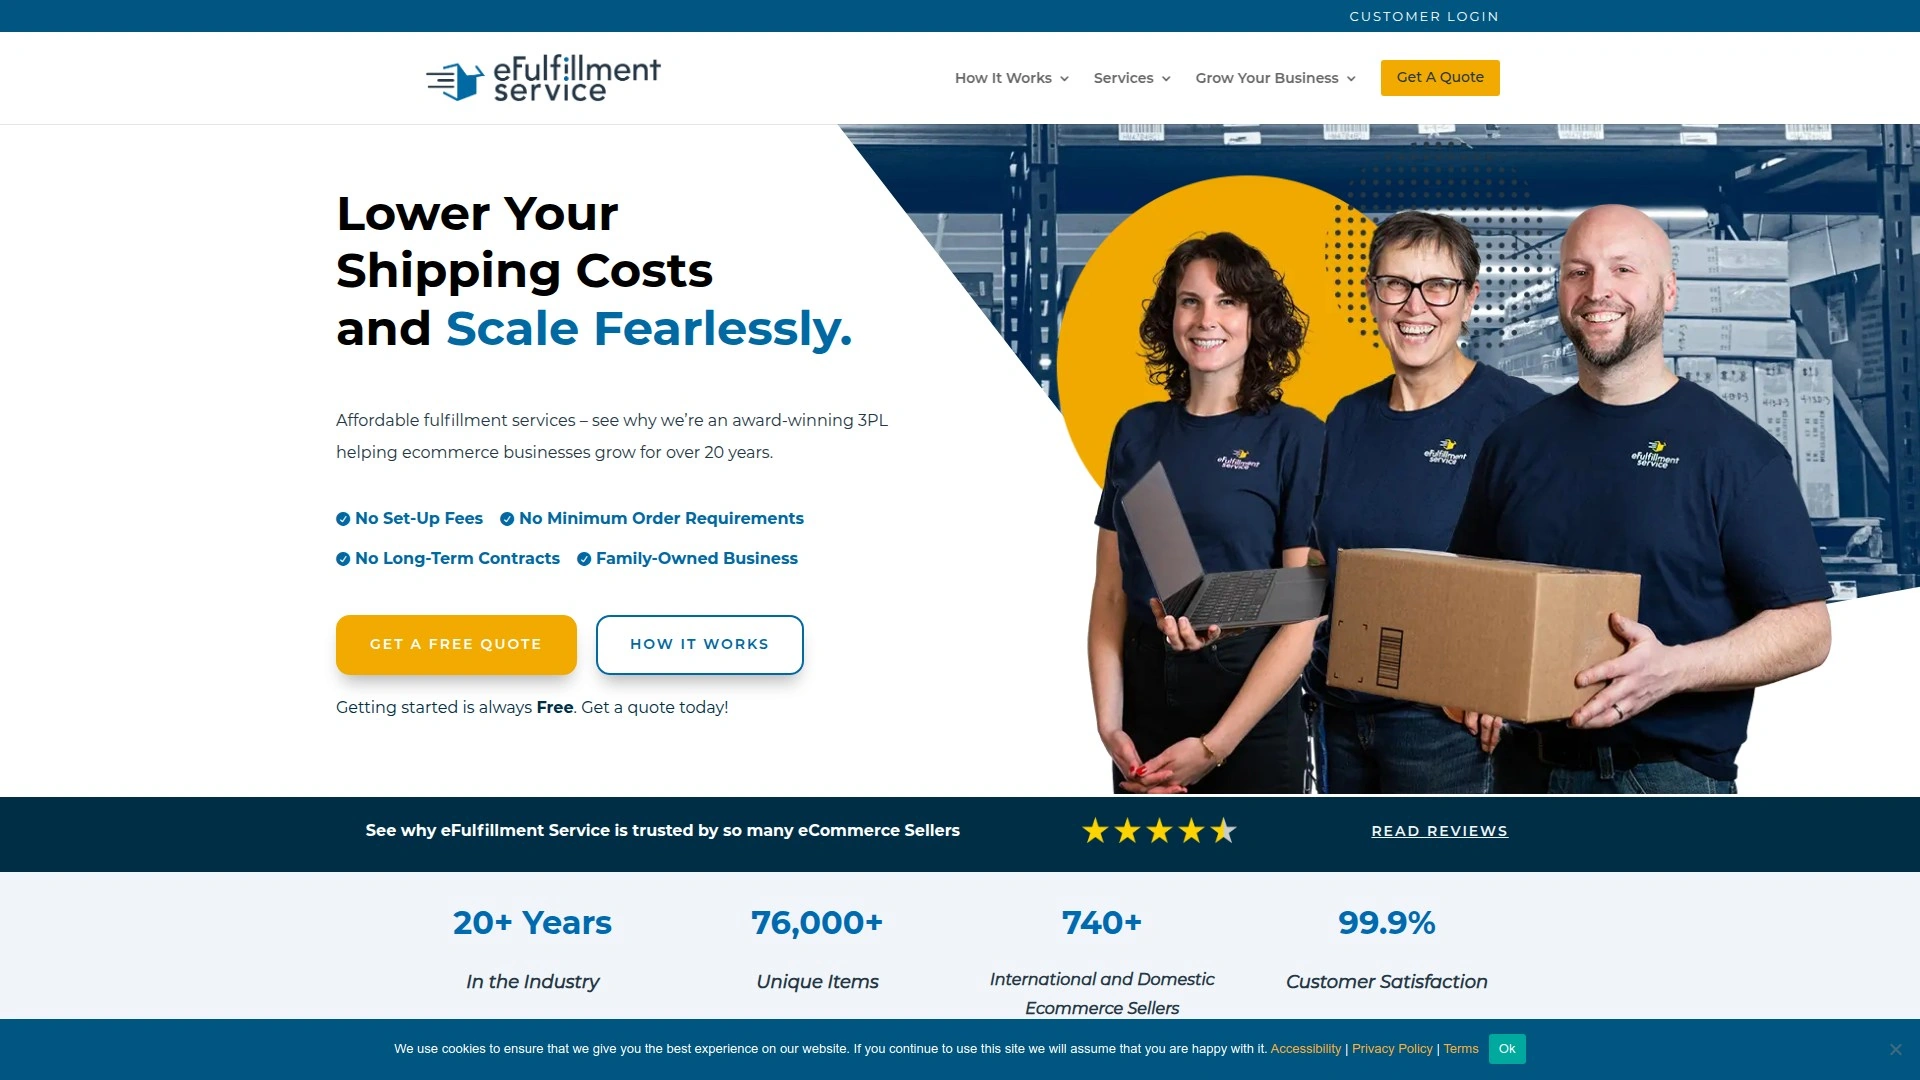 CUSTOMER LOGIN
eFulfillment
service
How It Works
Services
Grow Your Business
Get A Quote
Lower Your
Shipping Costs
and Scale Fearlessly.
Affordable fulfillment services – see why we’re an award-winning 3PL
helping ecommerce businesses grow for over 20 years.
No Set-Up Fees
No Minimum Order Requirements
No Long-Term Contracts
Family-Owned Business
GET A FREE QUOTE
HOW IT WORKS
Getting started is always Free. Get a quote today!
eFulfillment
service
eFulfillment
service
eFulfillment
service
See why eFulfillment Service is trusted by so many eCommerce Sellers
READ REVIEWS
20+ Years
In the Industry
76,000+
Unique Items
740+
International and Domestic
Ecommerce Sellers
99.9%
Customer Satisfaction
We use cookies to ensure that we give you the best experience on our website. If you continue to use this site we will assume that you are happy with it. Accessibility | Privacy Policy | Terms
Ok